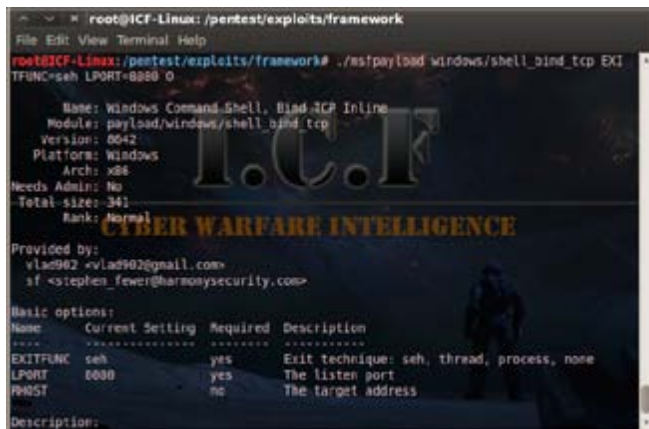 root@ICF-Linux: /pentest/exploits/framework
File Edit View Terminal Help
root@ICF-Linux:/pentest/exploits/framework# ./msfpayload windows/shell_bind_tcp EXI
TFUNC=seh LPORT=8080 O
Name: Windows Command Shell, Bind TCP Inline
Module: payload/windows/shell_bind_tcp
Version: 8642
Platform: Windows
Arch: x86
Needs Admin: No
Total size: 341
Rank: Normal
I.C.F
CYBER WARFARE INTELLIGENCE
Provided by:
vlad902 <vlad902@gmail.com>
sf <stephen_fewer@harmonysecurity.com>
Basic options:
Name Current Setting Required Description
---- --------------- -------- -----------
EXITFUNC seh yes Exit technique: seh, thread, process, none
LPORT 8080 yes The listen port
RHOST no The target address
Description: